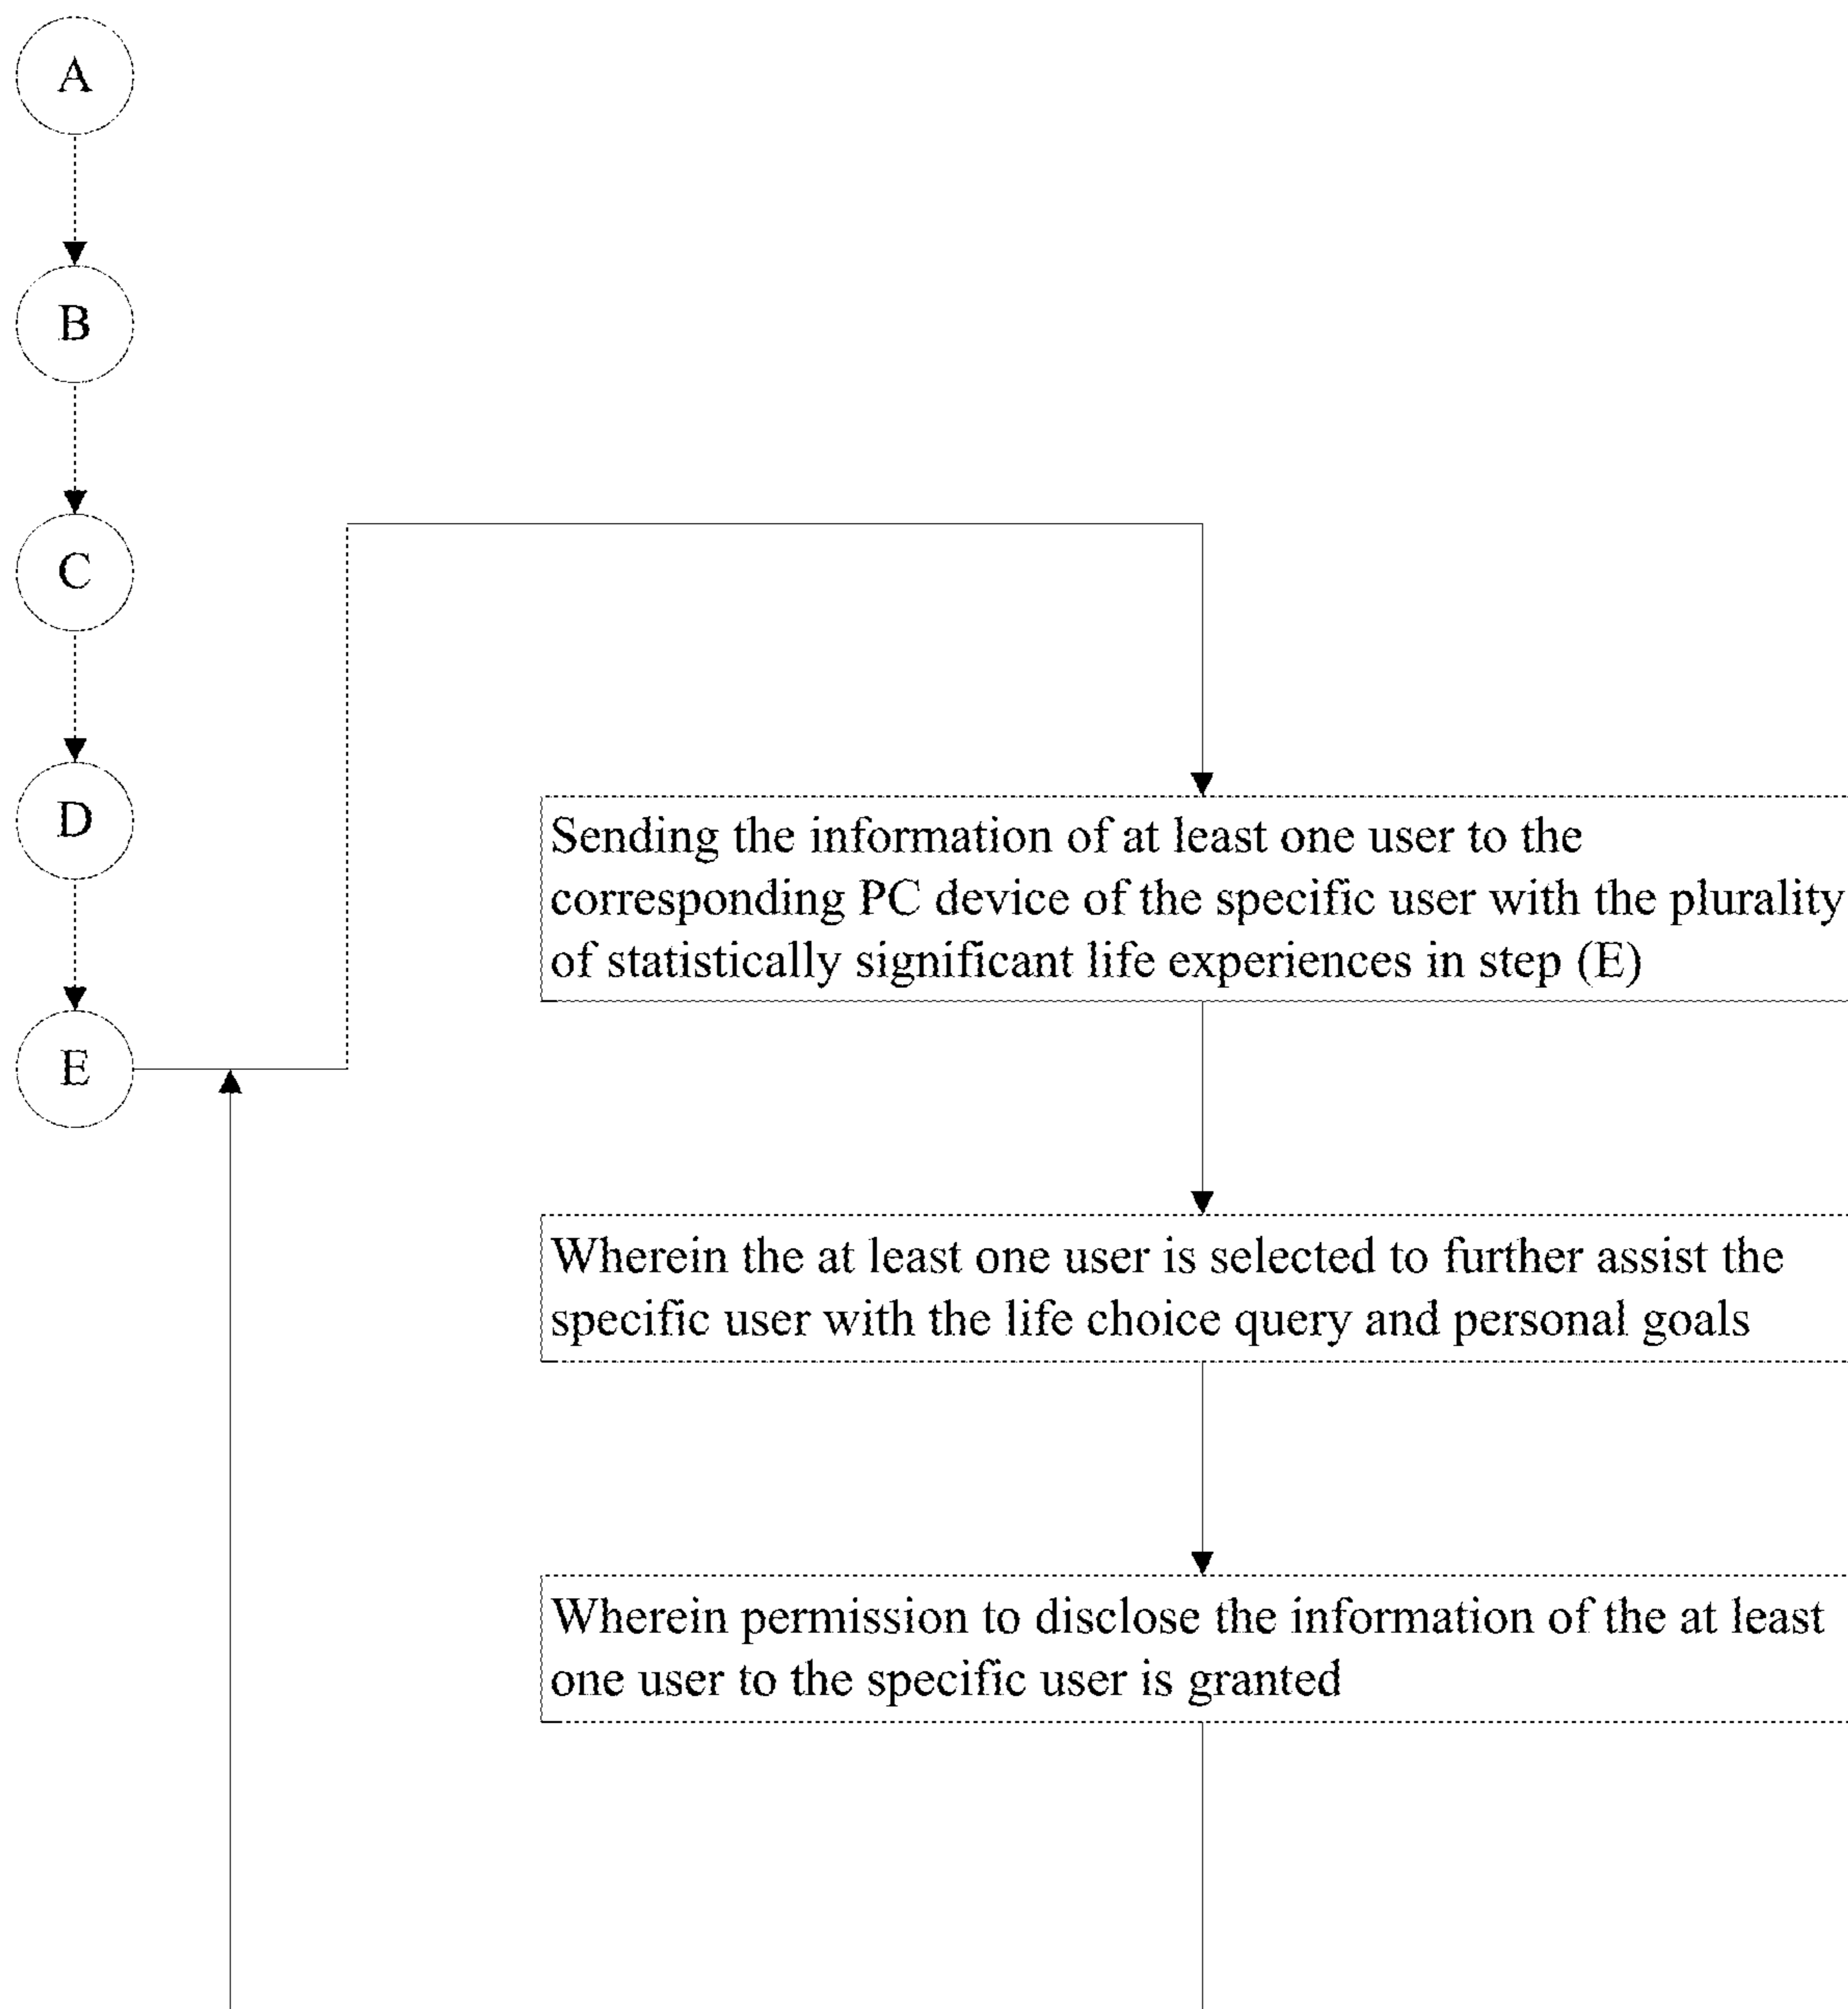 A
B
C
D
E
Sending the information of at least one user to the
corresponding PC device of the specific user with the plurality
of statistically significant life experiences in step (E)
Wherein the at least one user is selected to further assist the
specific user with the life choice query and personal goals
Wherein permission to disclose the information of the at least
one user to the specific user is granted